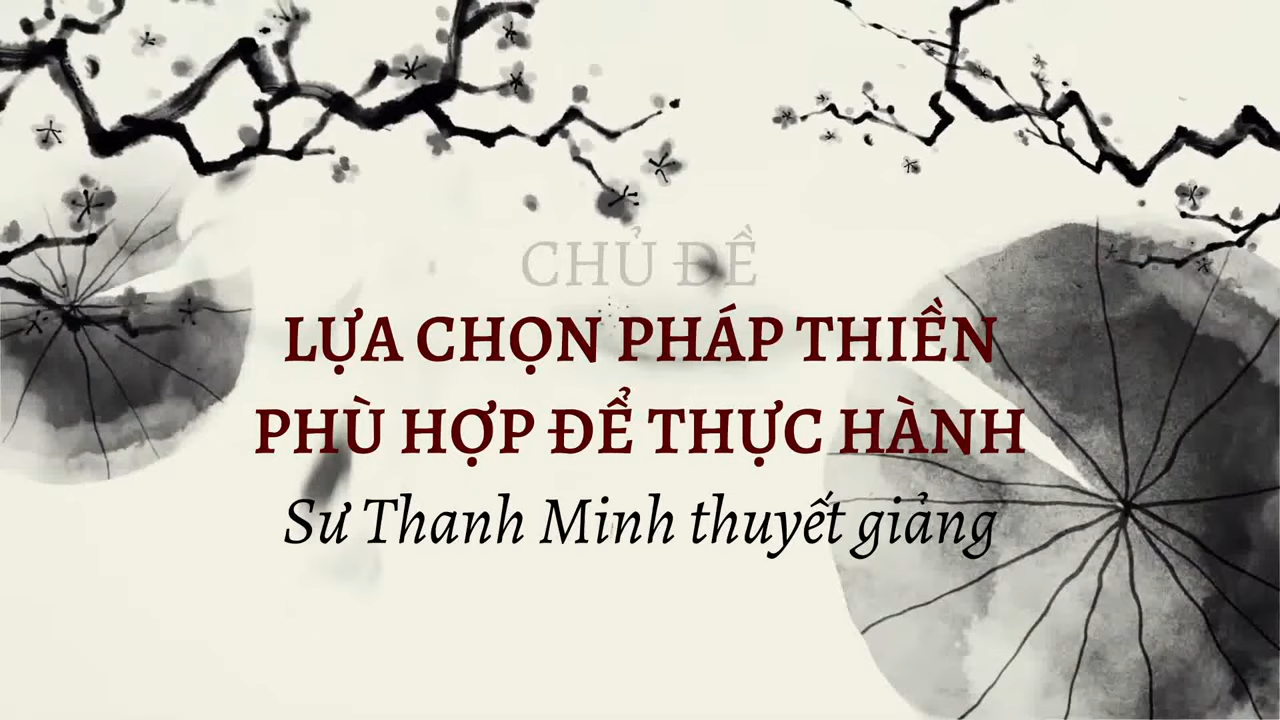 CHỦ ĐỀ
LỰA CHỌN PHÁP THIỀN
PHÙ HỢP ĐỂ THỰC HÀNH
Sư Thanh Minh thuyết giảng